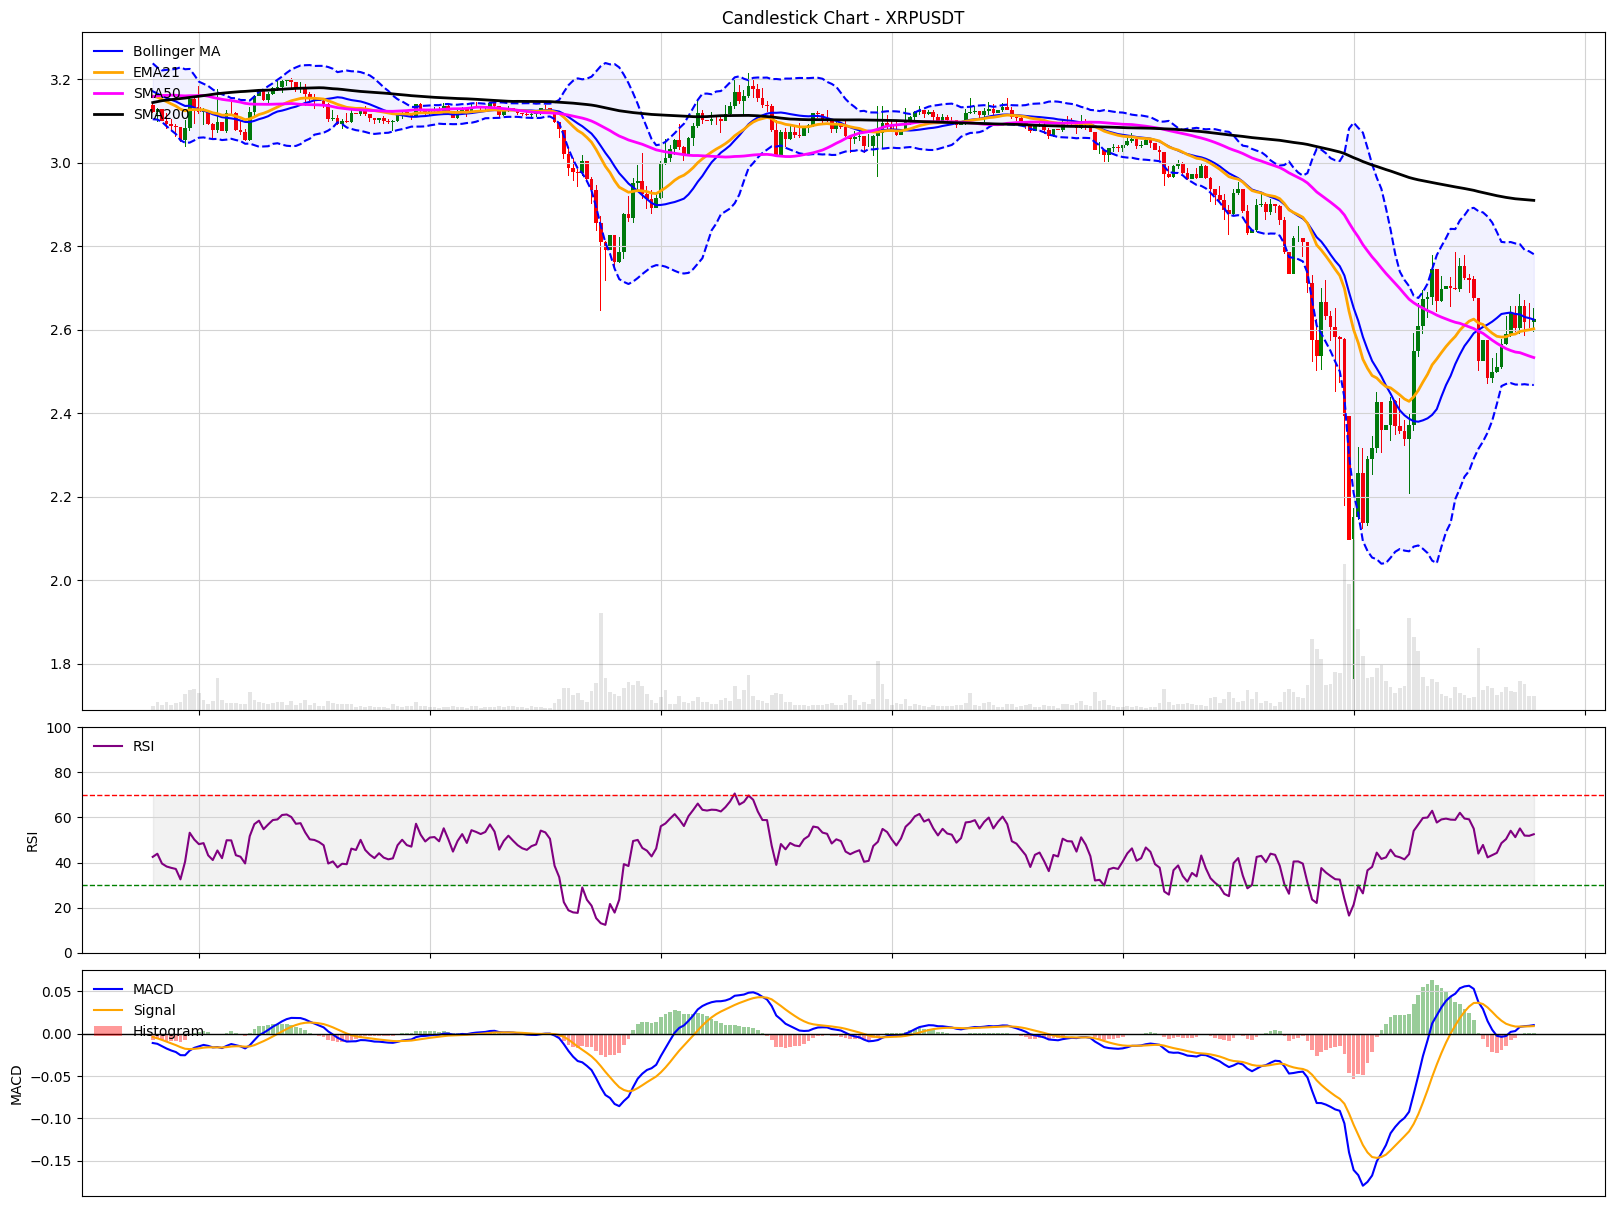 Candlestick Chart - XRPUSDT
Bollinger MA
EMA21
SMA50
SMA200
3.2
3.0
2.8
2.6
2.4
2.2
2.0
1.8
RSI
RSI
100
80
60
40
20
0
MACD
Signal
Histogram
MACD
0.05
0.00
−0.05
−0.10
−0.15